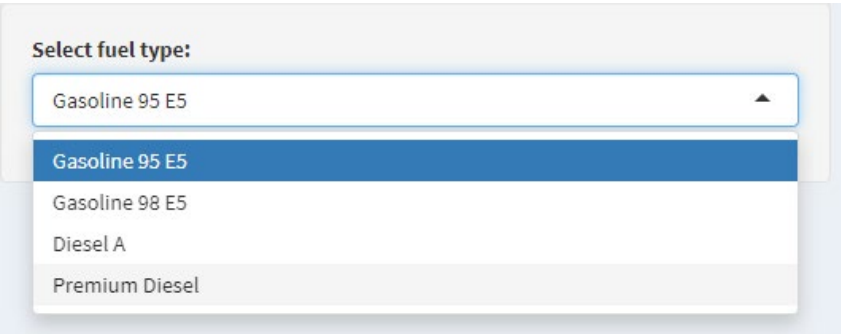 Select fuel type:
Gasoline 95 E5
Gasoline 95 E5
Gasoline 98 E5
Diesel A
Premium Diesel